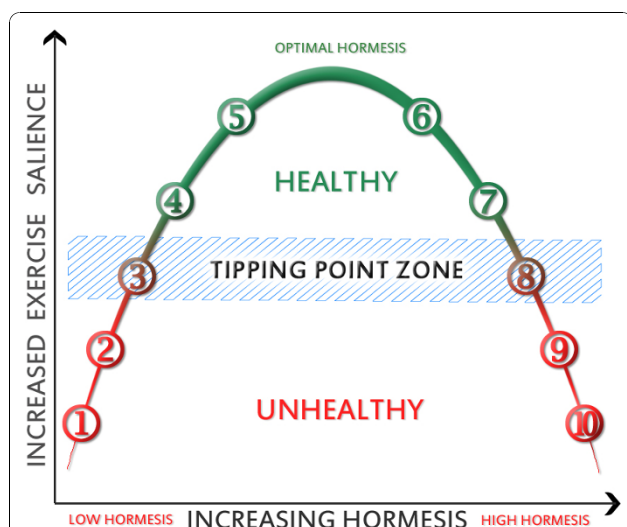 OPTIMAL HORMESIS
5
6
HEALTHY
4
7
TIPPING POINT ZONE
3
8
2
9
UNHEALTHY
1
10
INCREASED EXERCISE SALIENCE
LOW HORMESIS
INCREASING HORMESIS
HIGH HORMESIS